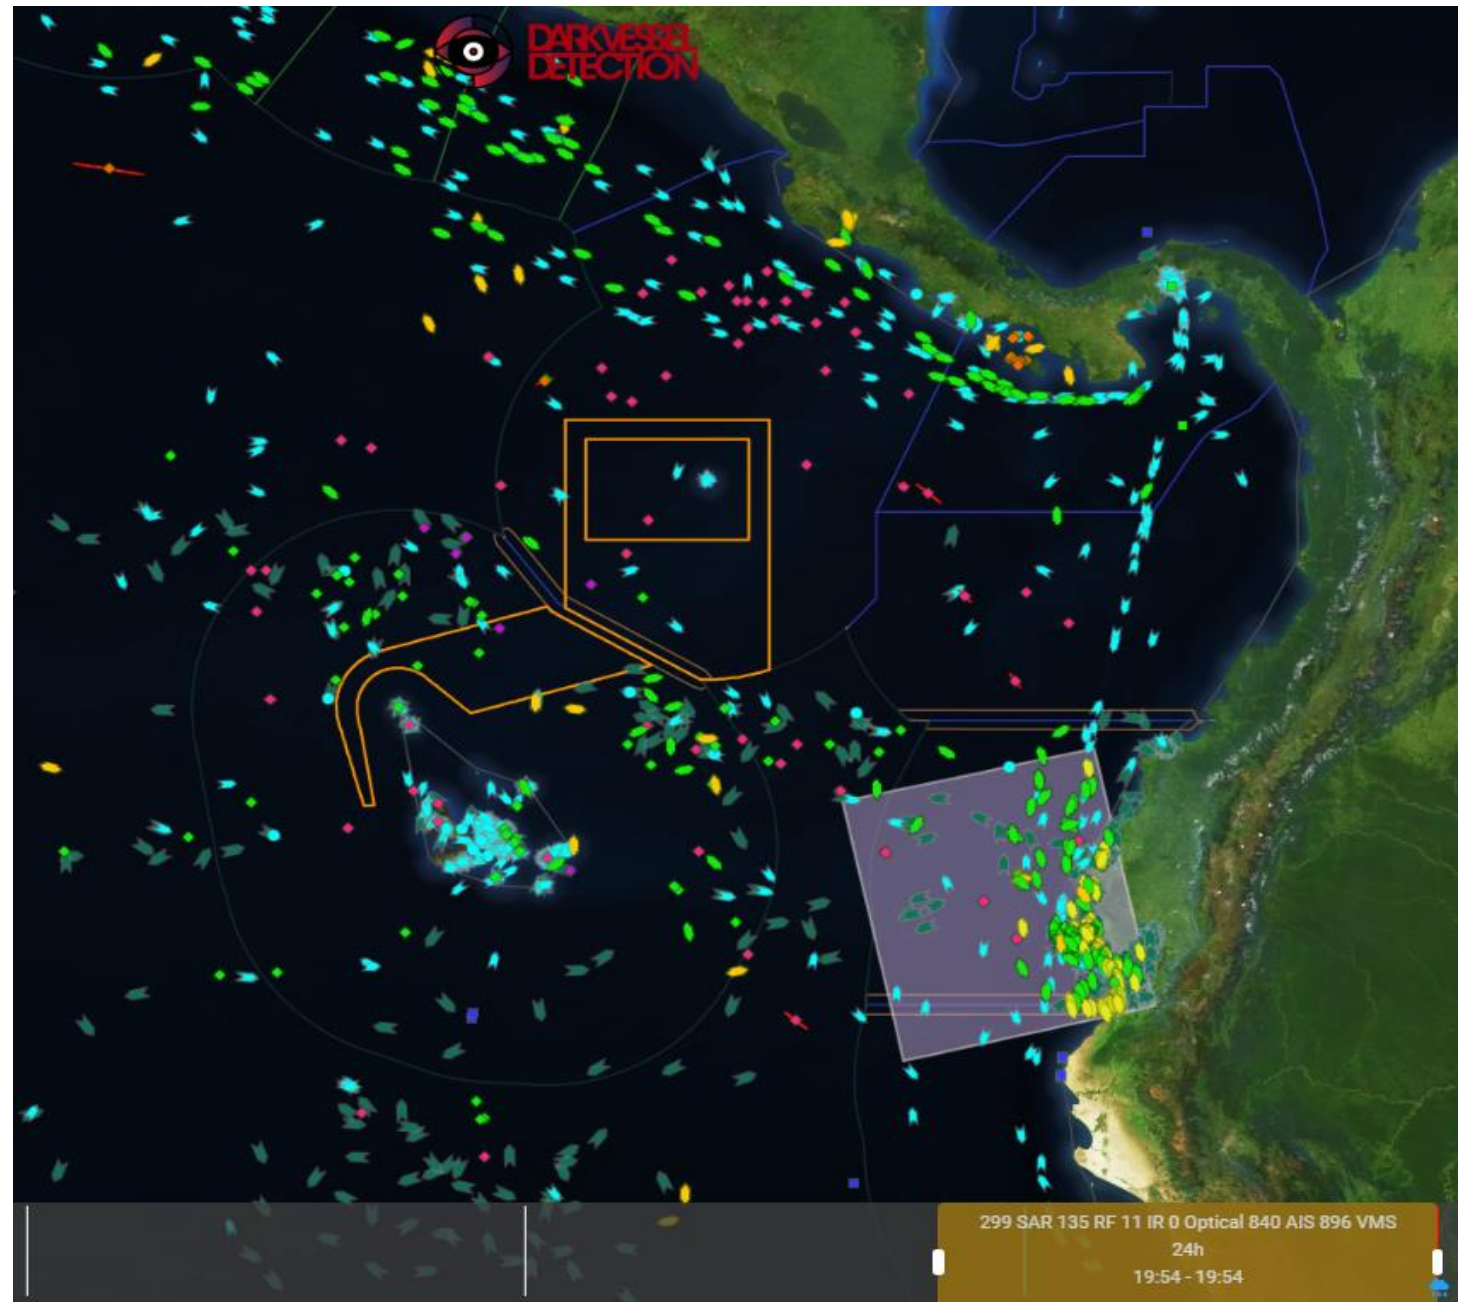 DARKVESSEL
DETECTION
299 SAR 135 RF 11 IR 0 Optical 840 AIS 896 VMS
24h
19:54 - 19:54